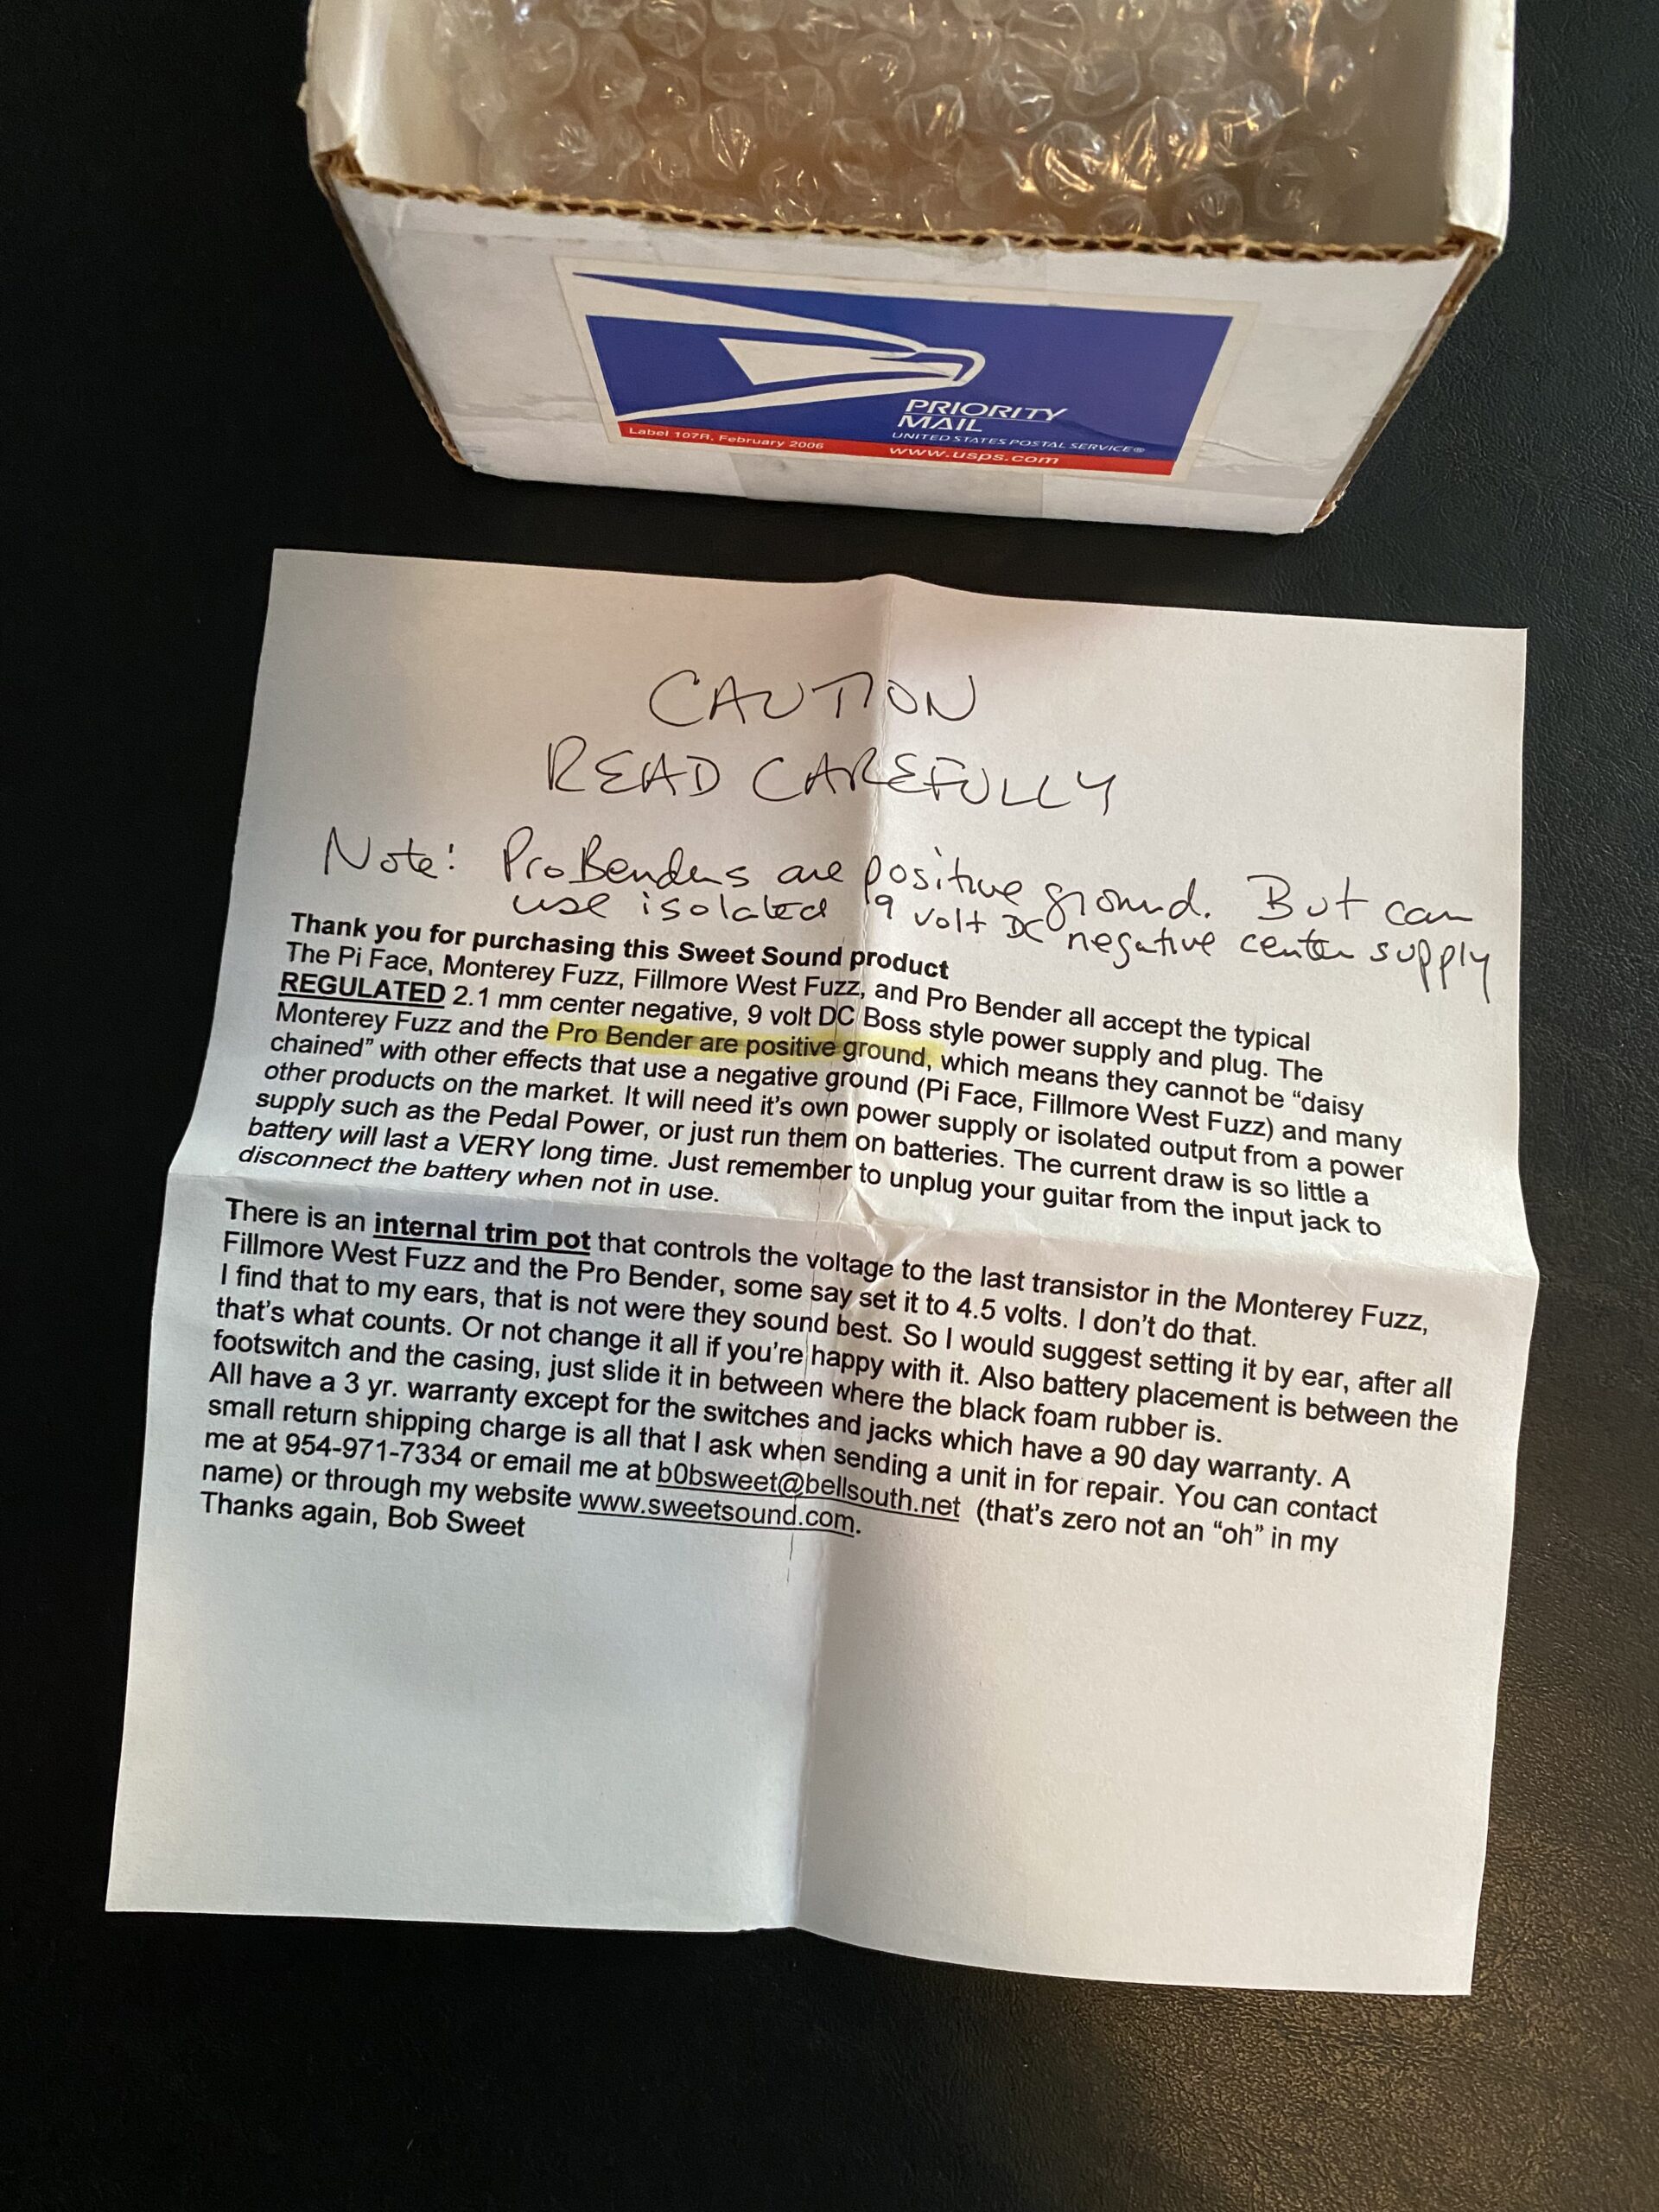 PRIORITY
MAIL
UNITED STATES POSTAL SERVICE®
Label 107R, February 2006
www.usps.com
CAUTION
READ CAREFULLY
Note: ProBenders are positive ground. But can
use isolated 9 volt DC negative center supply
Thank you for purchasing this Sweet Sound product
The Pi Face, Monterey Fuzz, Fillmore West Fuzz, and Pro Bender all accept the typical
REGULATED 2.1 mm center negative, 9 volt DC Boss style power supply and plug. The
Monterey Fuzz and the Pro Bender are positive ground, which means they cannot be “daisy
chained” with other effects that use a negative ground (Pi Face, Fillmore West Fuzz) and many
other products on the market. It will need it’s own power supply or isolated output from a power
supply such as the Pedal Power, or just run them on batteries. The current draw is so little a
battery will last a VERY long time. Just remember to unplug your guitar from the input jack to
disconnect the battery when not in use.
There is an internal trim pot that controls the voltage to the last transistor in the Monterey Fuzz,
Fillmore West Fuzz and the Pro Bender, some say set it to 4.5 volts. I don’t do that.
I find that to my ears, that is not were they sound best. So I would suggest setting it by ear, after all
that’s what counts. Or not change it all if you’re happy with it. Also battery placement is between the
footswitch and the casing, just slide it in between where the black foam rubber is.
All have a 3 yr. warranty except for the switches and jacks which have a 90 day warranty. A
small return shipping charge is all that I ask when sending a unit in for repair. You can contact
me at 954-971-7334 or email me at b0bsweet@bellsouth.net (that’s zero not an “oh” in my
name) or through my website www.sweetsound.com.
Thanks again, Bob Sweet